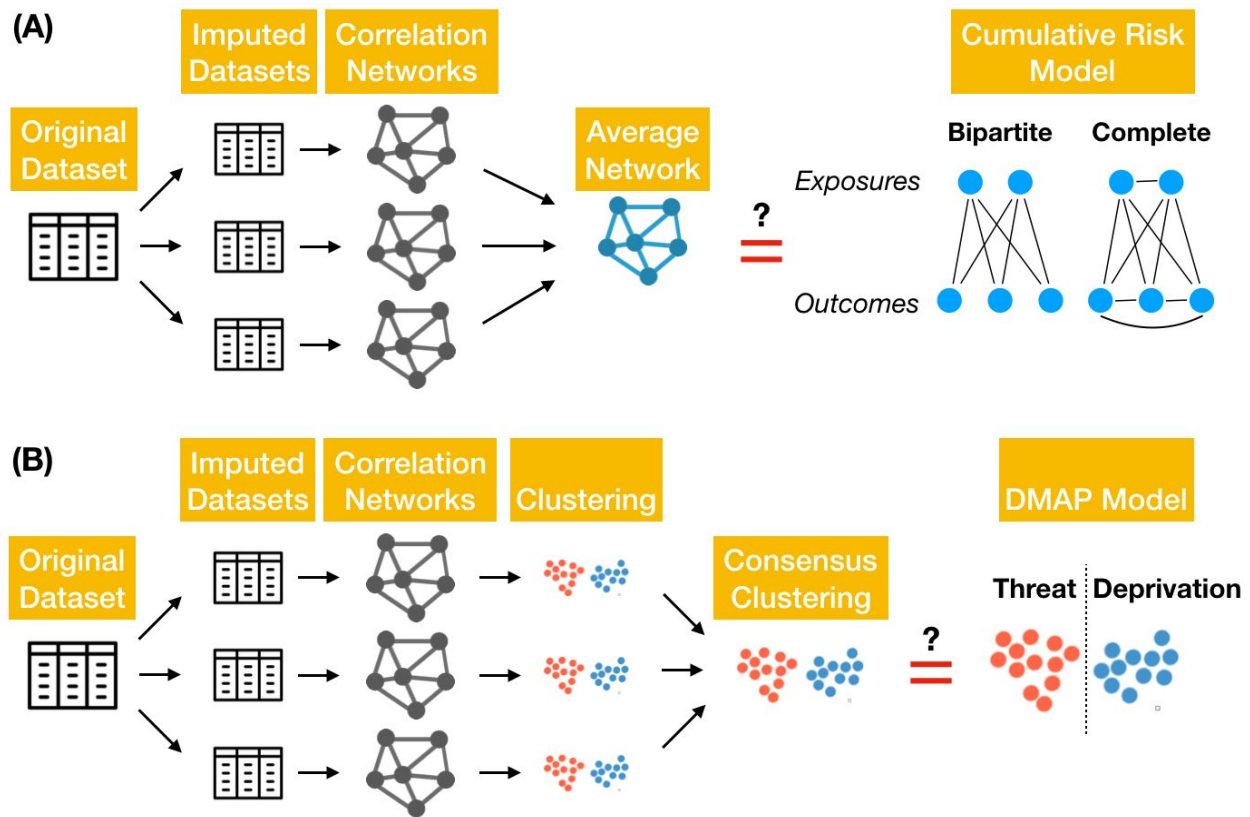 (A)
Imputed
Datasets
Correlation
Networks
Cumulative Risk
Model
Original
Dataset
Average
Network
Bipartite
Complete
Exposures
?
Outcomes
(B)
Imputed
Datasets
Correlation
Networks
Clustering
DMAP Model
Original
Dataset
Consensus
Clustering
Threat
Deprivation
?